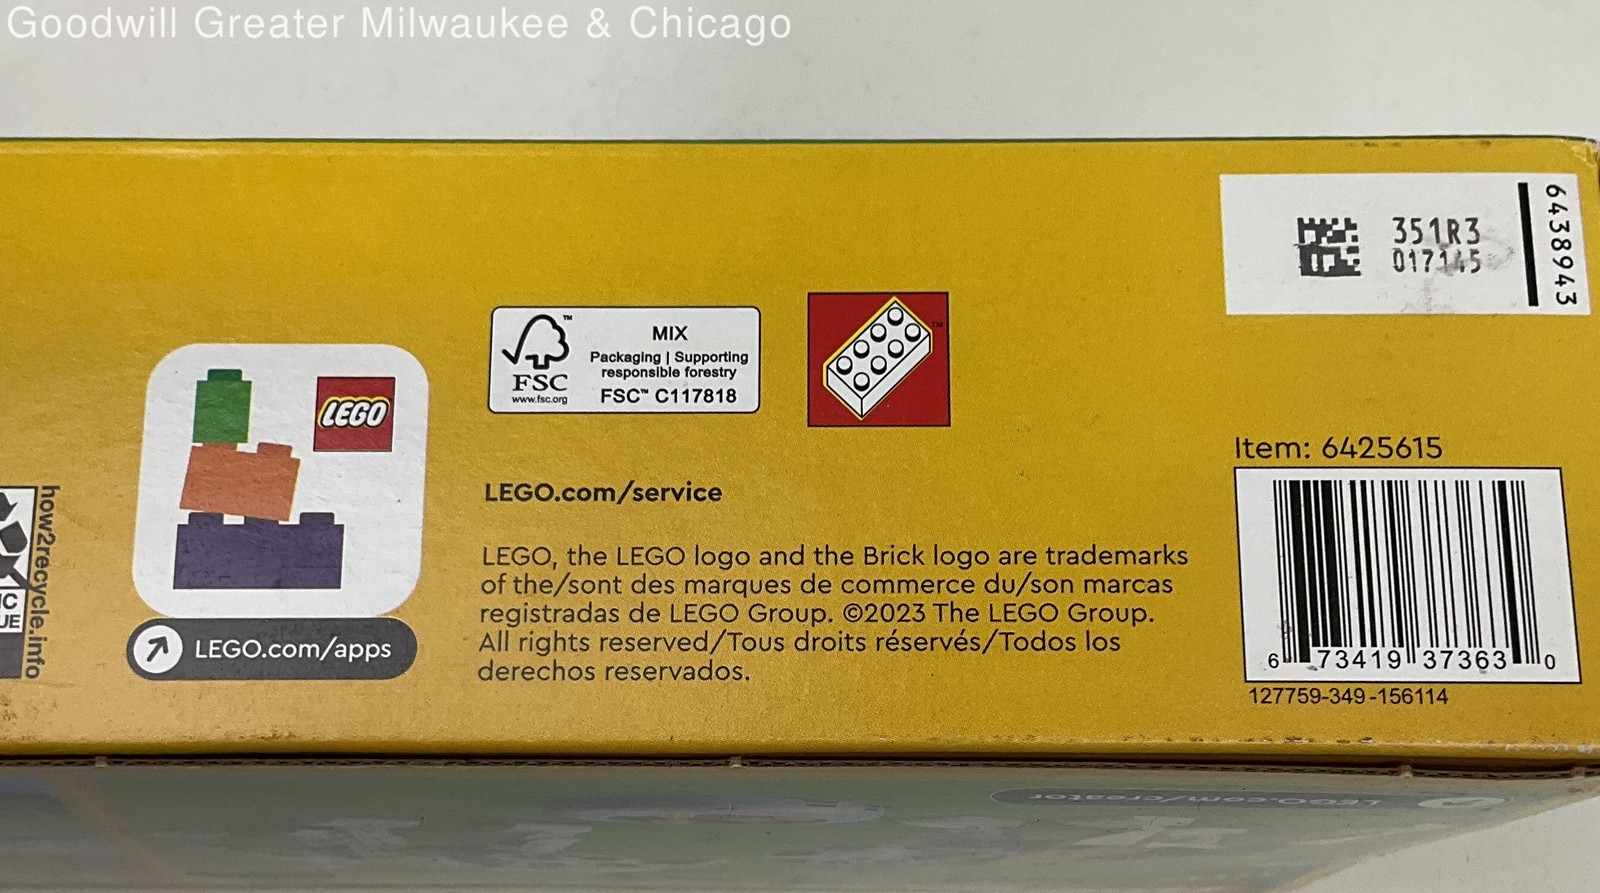 Goodwill Greater Milwaukee & Chicago
351R3
017145
6438943
FSC
www.fsc.org
MIX
Packaging | Supporting
responsible forestry
FSC™ C117818
™
LEGO
LEGO.com/apps
how2recycle.info
LEGO.com/service
LEGO, the LEGO logo and the Brick logo are trademarks
of the/sont des marques de commerce du/son marcas
registradas de LEGO Group. ©2023 The LEGO Group.
All rights reserved/Tous droits réservés/Todos los
derechos reservados.
Item: 6425615
6 73419 37363 0
127759-349-156114
LEGO.com/creator